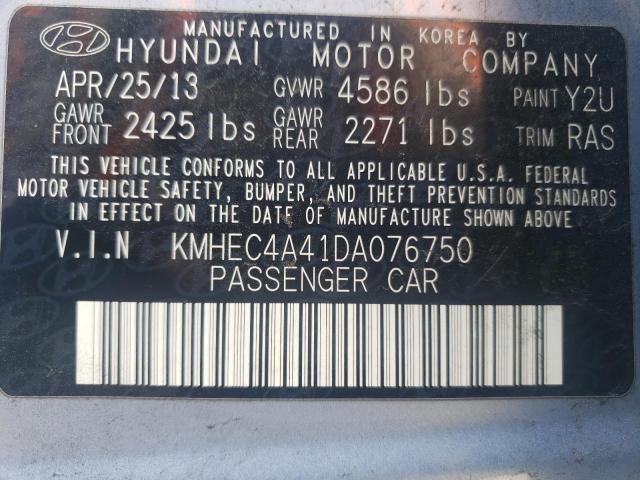 MANUFACTURED IN KOREA BY
HYUNDAI MOTOR COMPANY
APR/25/13 GVWR 4586 lbs PAINT Y2U
GAWR FRONT 2425 lbs GAWR REAR 2271 lbs TRIM RAS
THIS VEHICLE CONFORMS TO ALL APPLICABLE U.S.A. FEDERAL
MOTOR VEHICLE SAFETY, BUMPER, AND THEFT PREVENTION STANDARDS
IN EFFECT ON THE DATE OF MANUFACTURE SHOWN ABOVE.
V.I.N KMHEC4A41DA076750
PASSENGER CAR